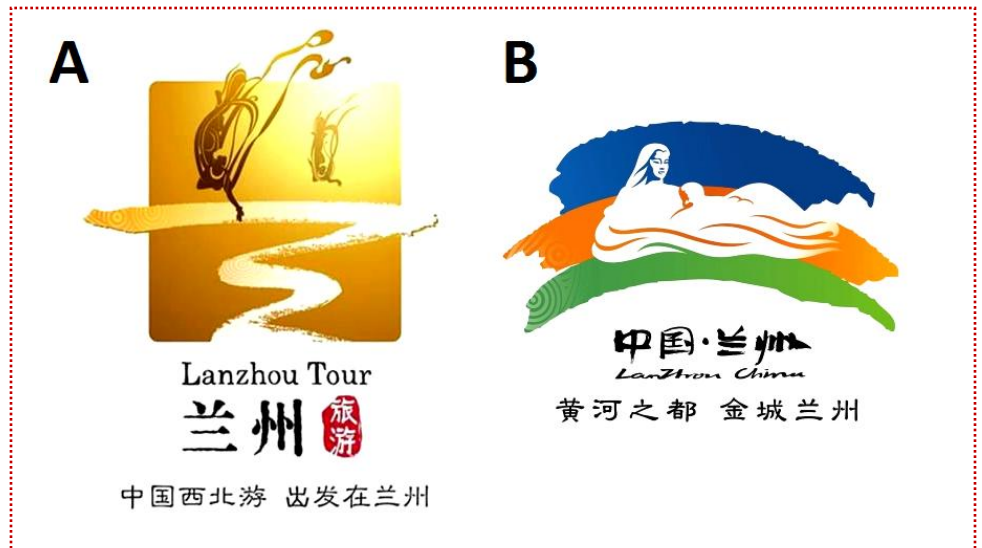 A
Lanzhou Tour
兰州 旅游
中国西北游 出发在兰州
B
中国·兰州
LanZhou China
黄河之都 金城兰州